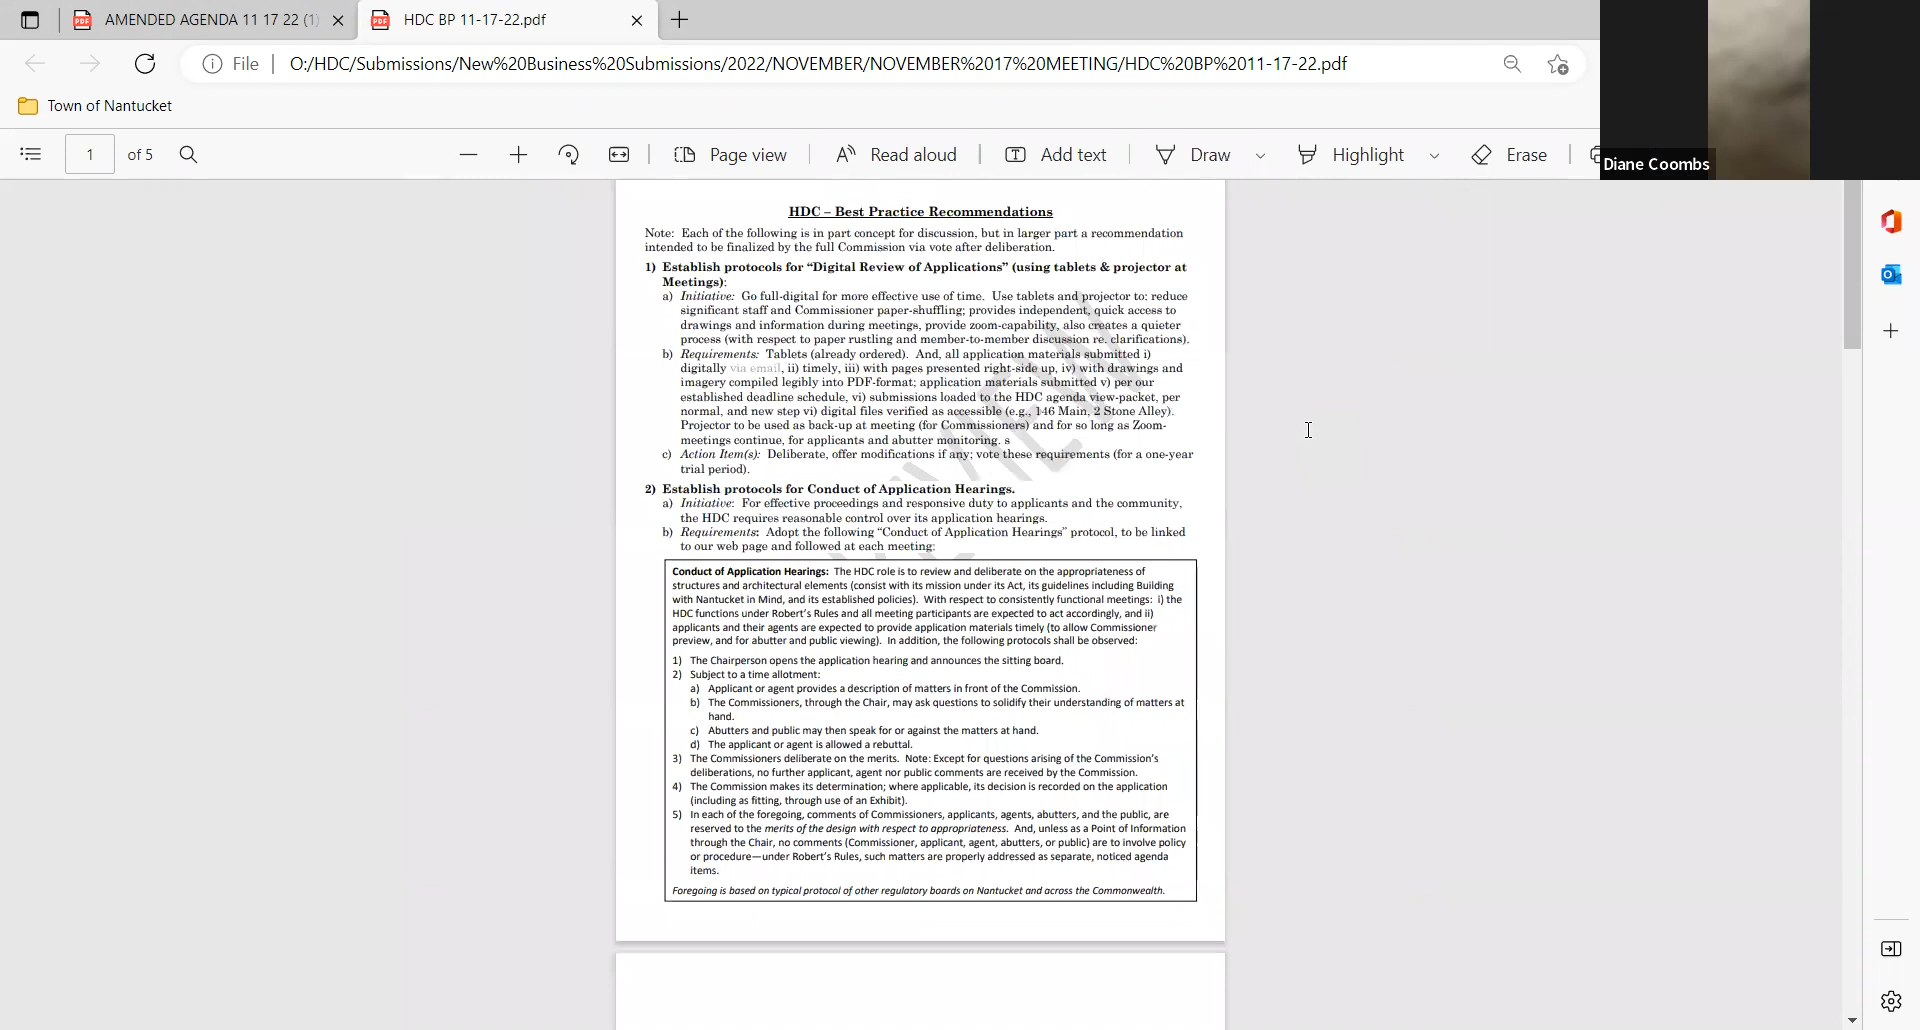 AMENDED AGENDA 11 17 22 (1)
HDC BP 11-17-22.pdf
File
O:/HDC/Submissions/New%20Business%20Submissions/2022/NOVEMBER/NOVEMBER%2017%20MEETING/HDC%20BP%2011-17-22.pdf
Town of Nantucket
1 of 5
Page view
Read aloud
Add text
Draw
Highlight
Erase
Diane Coombs
HDC – Best Practice Recommendations
Note: Each of the following is in part concept for discussion, but in larger part a recommendation
intended to be finalized by the full Commission via vote after deliberation.
1) Establish protocols for “Digital Review of Applications” (using tablets & projector at
Meetings):
a) Initiative: Go full-digital for more effective use of time. Use tablets and projector to: reduce
significant staff and Commissioner paper-shuffling; provides independent, quick access to
drawings and information during meetings, provide zoom-capability, also creates a quieter
process (with respect to paper rustling and member-to-member discussion re. clarifications).
b) Requirements: Tablets (already ordered). And, all application materials submitted i)
digitally via email, ii) timely, iii) with pages presented right-side up, iv) with drawings and
imagery compiled legibly into PDF-format; application materials submitted v) per our
established deadline schedule, vi) submissions loaded to the HDC agenda view-packet, per
normal, and new step vi) digital files verified as accessible (e.g., 146 Main, 2 Stone Alley).
Projector to be used as back-up at meeting (for Commissioners) and for so long as Zoom-
meetings continue, for applicants and abutter monitoring. s
c) Action Item(s): Deliberate, offer modifications if any; vote these requirements (for a one-year
trial period).
2) Establish protocols for Conduct of Application Hearings.
a) Initiative: For effective proceedings and responsive duty to applicants and the community,
the HDC requires reasonable control over its application hearings.
b) Requirements: Adopt the following “Conduct of Application Hearings” protocol, to be linked
to our web page and followed at each meeting:
Conduct of Application Hearings: The HDC role is to review and deliberate on the appropriateness of
structures and architectural elements (consist with its mission under its Act, its guidelines including Building
with Nantucket in Mind, and its established policies). With respect to consistently functional meetings: i) the
HDC functions under Robert’s Rules and all meeting participants are expected to act accordingly, and ii)
applicants and their agents are expected to provide application materials timely (to allow Commissioner
preview, and for abutter and public viewing). In addition, the following protocols shall be observed:
1) The Chairperson opens the application hearing and announces the sitting board.
2) Subject to a time allotment:
a) Applicant or agent provides a description of matters in front of the Commission.
b) The Commissioners, through the Chair, may ask questions to solidify their understanding of matters at
hand.
c) Abutters and public may then speak for or against the matters at hand.
d) The applicant or agent is allowed a rebuttal.
3) The Commissioners deliberate on the merits. Note: Except for questions arising of the Commission’s
deliberations, no further applicant, agent nor public comments are received by the Commission.
4) The Commission makes its determination; where applicable, its decision is recorded on the application
(including as fitting, through use of an Exhibit).
5) In each of the foregoing, comments of Commissioners, applicants, agents, abutters, and the public, are
reserved to the merits of the design with respect to appropriateness. And, unless as a Point of Information
through the Chair, no comments (Commissioner, applicant, agent, abutters, or public) are to involve policy
or procedure—under Robert’s Rules, such matters are properly addressed as separate, noticed agenda
items.
Foregoing is based on typical protocol of other regulatory boards on Nantucket and across the Commonwealth.